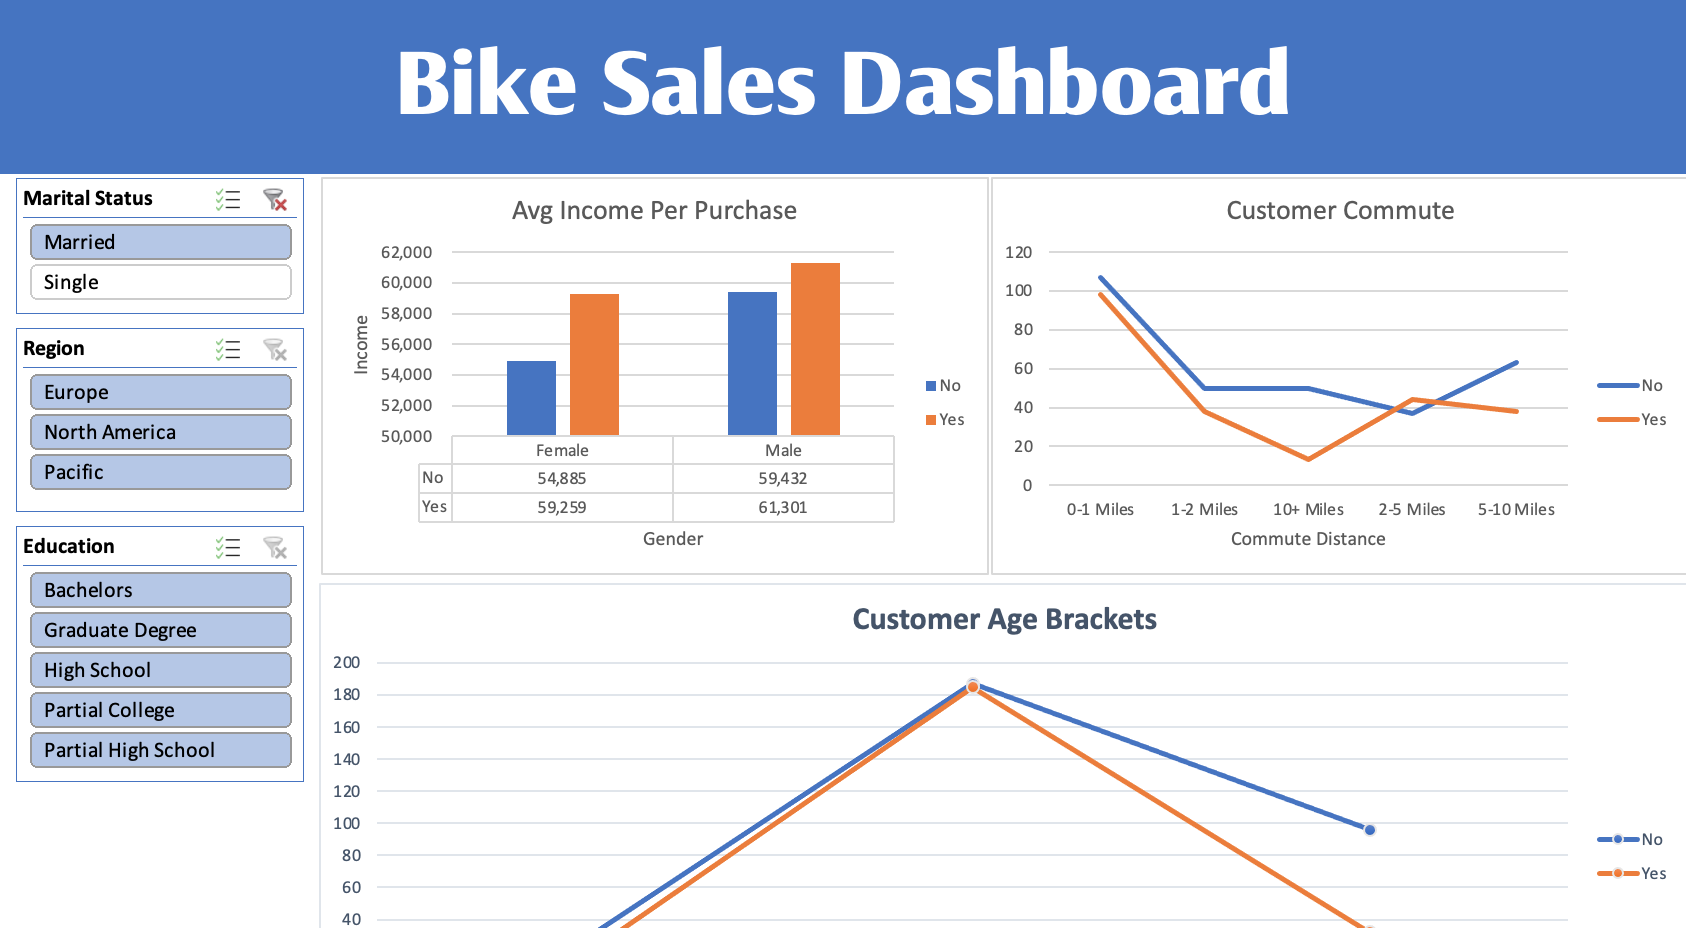 Bike Sales Dashboard
Marital Status
Married
Single
Region
Europe
North America
Pacific
Education
Bachelors
Graduate Degree
High School
Partial College
Partial High School
Avg Income Per Purchase
62,000
60,000
58,000
56,000
54,000
52,000
50,000
Income
Female Male
No 54,885 59,432
Yes 59,259 61,301
Gender
No
Yes
Customer Commute
120
100
80
60
40
20
0
0-1 Miles 1-2 Miles 10+ Miles 2-5 Miles 5-10 Miles
Commute Distance
No
Yes
Customer Age Brackets
200
180
160
140
120
100
80
60
40
No
Yes